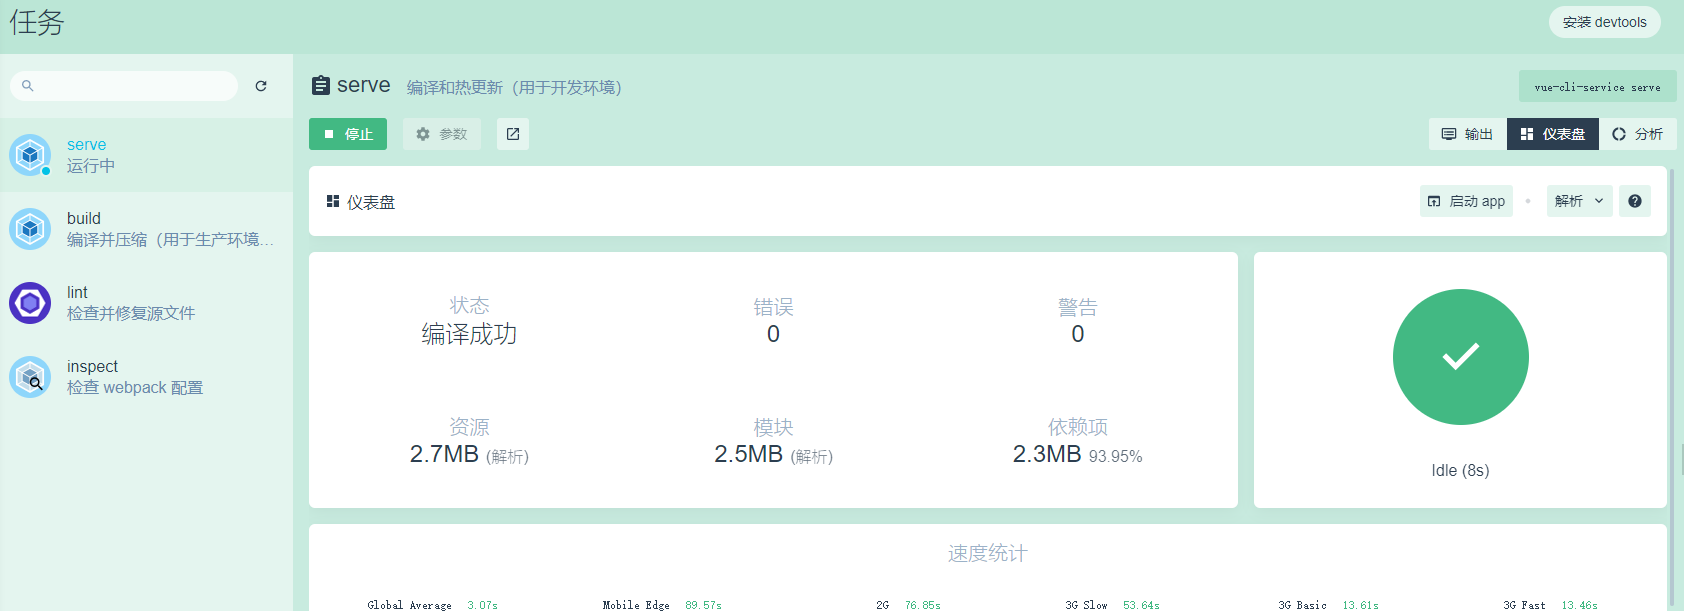 任务
安装 devtools
serve
运行中
build
编译并压缩（用于生产环境...
lint
检查并修复源文件
inspect
检查 webpack 配置
serve 编译和热更新（用于开发环境）
vue-cli-service serve
停止 参数
输出 仪表盘 分析
仪表盘
启动 app 解析
状态 错误 警告
编译成功 0 0
资源 模块 依赖项
2.7MB (解析) 2.5MB (解析) 2.3MB 93.95%
Idle (8s)
速度统计
Global Average 3.07s Mobile Edge 89.57s 2G 76.85s 3G Slow 53.64s 3G Basic 13.61s 3G Fast 13.46s